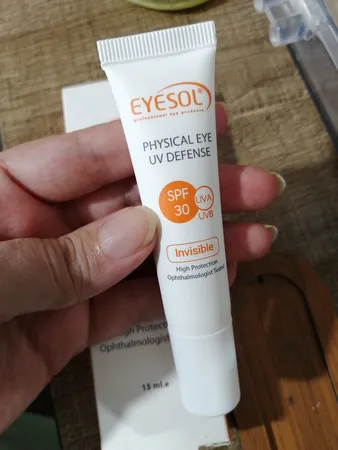 EYESOL®
professional eye products
PHYSICAL EYE
UV DEFENSE
SPF
30
UVA
UVB
Invisible
High Protection
Ophthalmologist Tested
High Protection
Ophthalmologist
15 ml.e